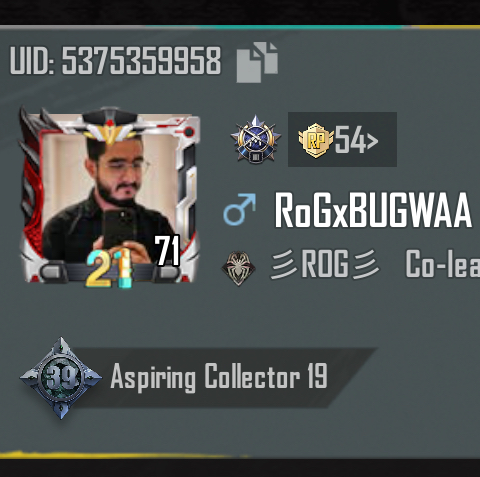 UID: 5375359958
RP 54>
RoGxBUGWAA
71
21
彡ROG彡 Co-lea
39
Aspiring Collector 19